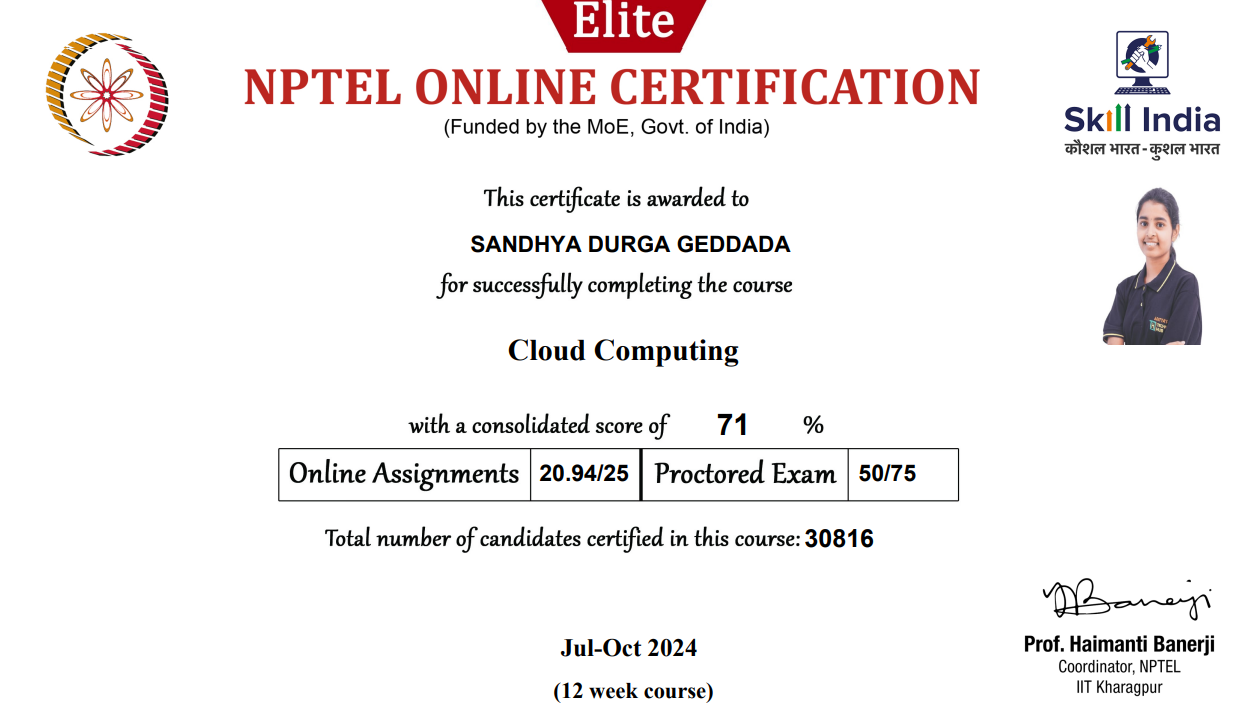 Elite
NPTEL ONLINE CERTIFICATION
(Funded by the MoE, Govt. of India)
Skill India
कौशल भारत - कुशल भारत
This certificate is awarded to
SANDHYA DURGA GEDDADA
for successfully completing the course
Cloud Computing
with a consolidated score of 71 %
Online Assignments 20.94/25 Proctored Exam 50/75
Total number of candidates certified in this course: 30816
Prof. Haimanti Banerji
Coordinator, NPTEL
IIT Kharagpur
Jul-Oct 2024
(12 week course)